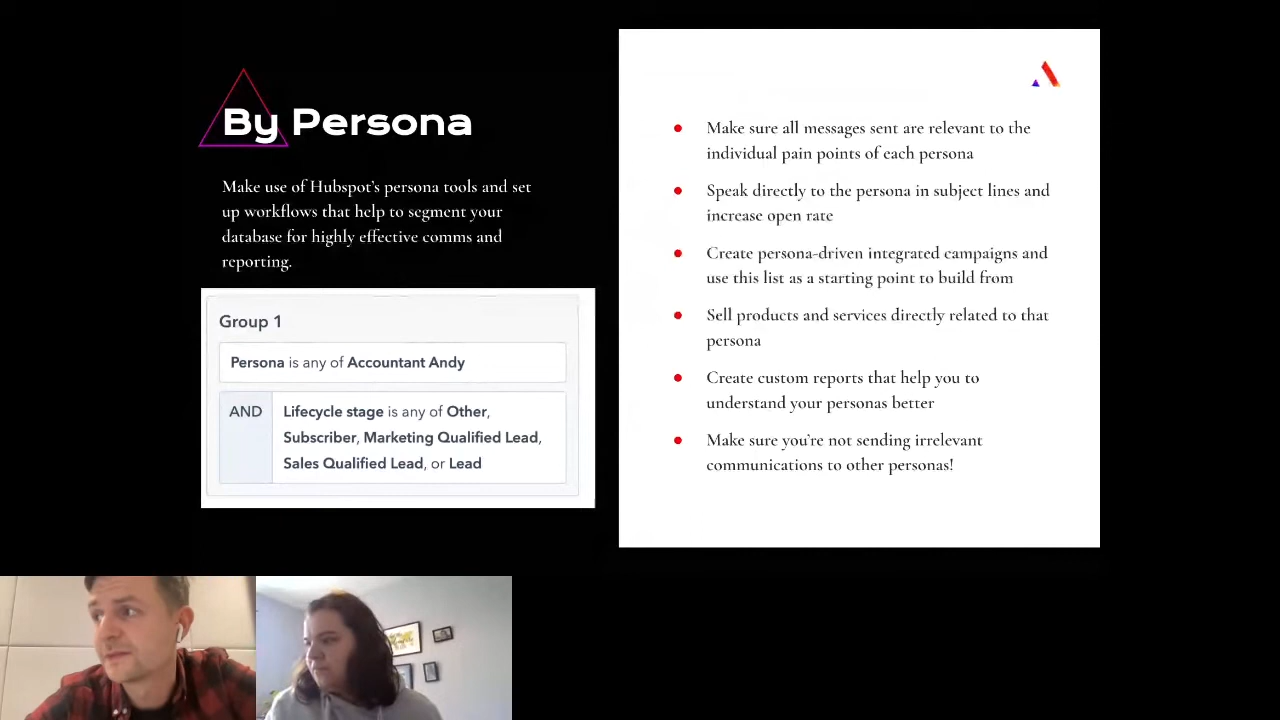 By Persona
Make use of Hubspot's persona tools and set
up workflows that help to segment your
database for highly effective comms and
reporting.
Group 1
Persona is any of Accountant Andy
AND
Lifecycle stage is any of Other,
Subscriber, Marketing Qualified Lead,
Sales Qualified Lead, or Lead
Make sure all messages sent are relevant to the
individual pain points of each persona
Speak directly to the persona in subject lines and
increase open rate
Create persona-driven integrated campaigns and
use this list as a starting point to build from
Sell products and services directly related to that
persona
Create custom reports that help you to
understand your personas better
Make sure you're not sending irrelevant
communications to other personas!